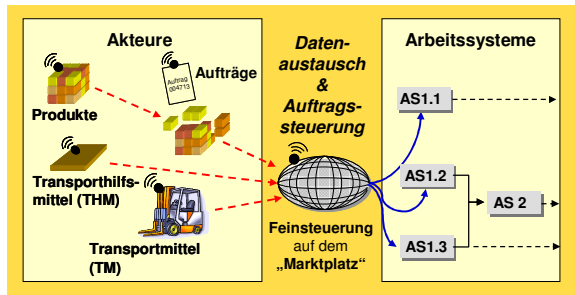 Akteure
Aufträge
Auftrag
004713
Produkte
Transporthilfs-
mittel (THM)
Transportmittel
(TM)
Daten-
austausch
&
Auftrags-
steuerung
Feinsteuerung
auf dem
„Marktplatz“
Arbeitssysteme
AS1.1
AS1.2
AS 2
AS1.3